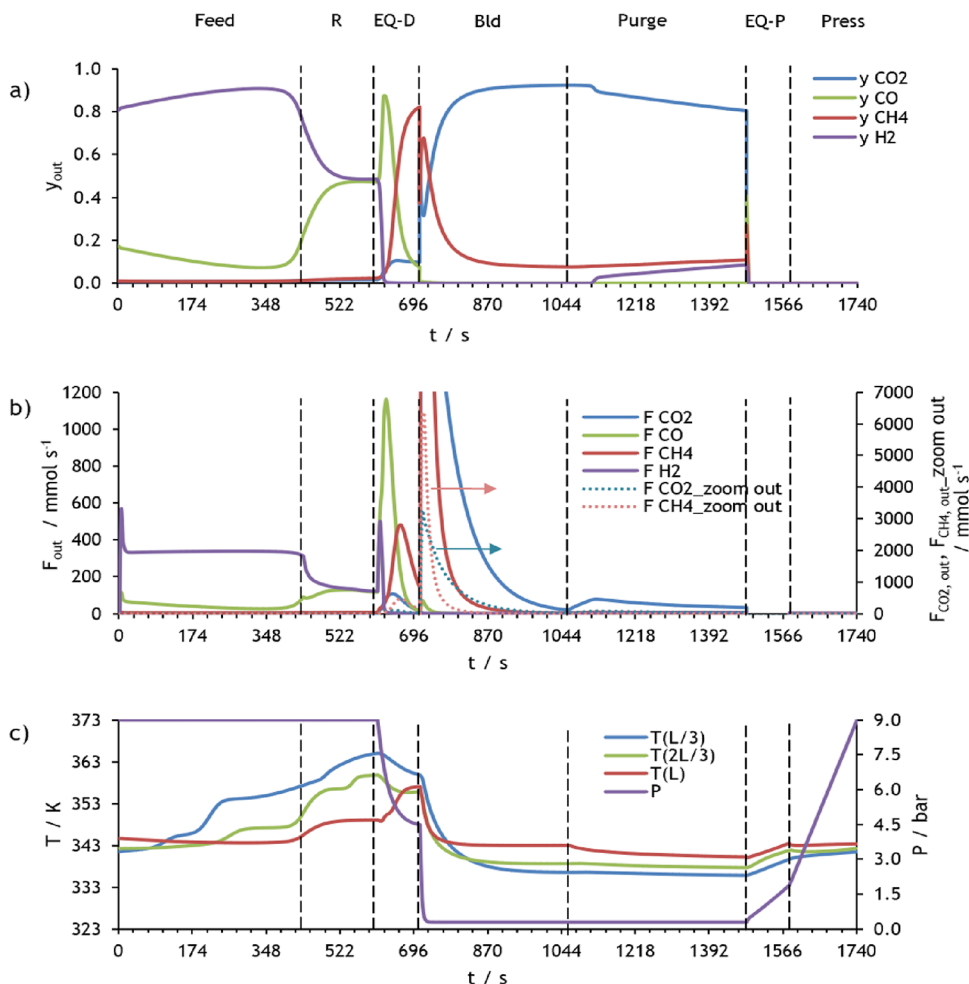 Feed R EQ-D Bld Purge EQ-P Press
a)
1.0
0.8
0.6
0.4
0.2
0.0
y out
y CO2
y CO
y CH4
y H2
0 174 348 522 696 870 1044 1218 1392 1566 1740
t / s
b)
1200
1000
800
600
400
200
0
F out / mmol s-1
F CO2
F CO
F CH4
F H2
F CO2_zoom out
F CH4_zoom out
7000
6000
5000
4000
3000
2000
1000
0
F CO2, out, F CH4, out_zoom out
/ mmol s-1
0 174 348 522 696 870 1044 1218 1392 1566 1740
t / s
c)
373
363
353
343
333
323
T / K
T(L/3)
T(2L/3)
T(L)
P
9.0
7.5
6.0
4.5
3.0
1.5
0.0
P / bar
0 174 348 522 696 870 1044 1218 1392 1566 1740
t / s